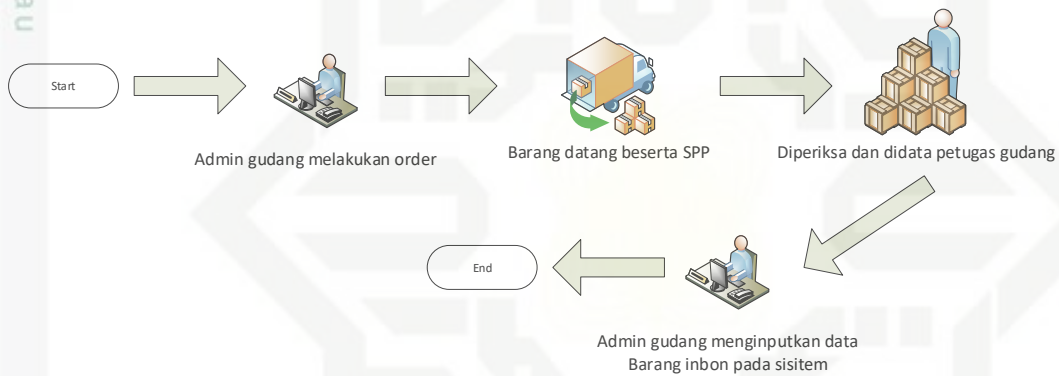 au
Start
Admin gudang melakukan order
Barang datang beserta SPP
Diperiksa dan didata petugas gudang
End
Admin gudang menginputkan data
Barang inbon pada sisitem